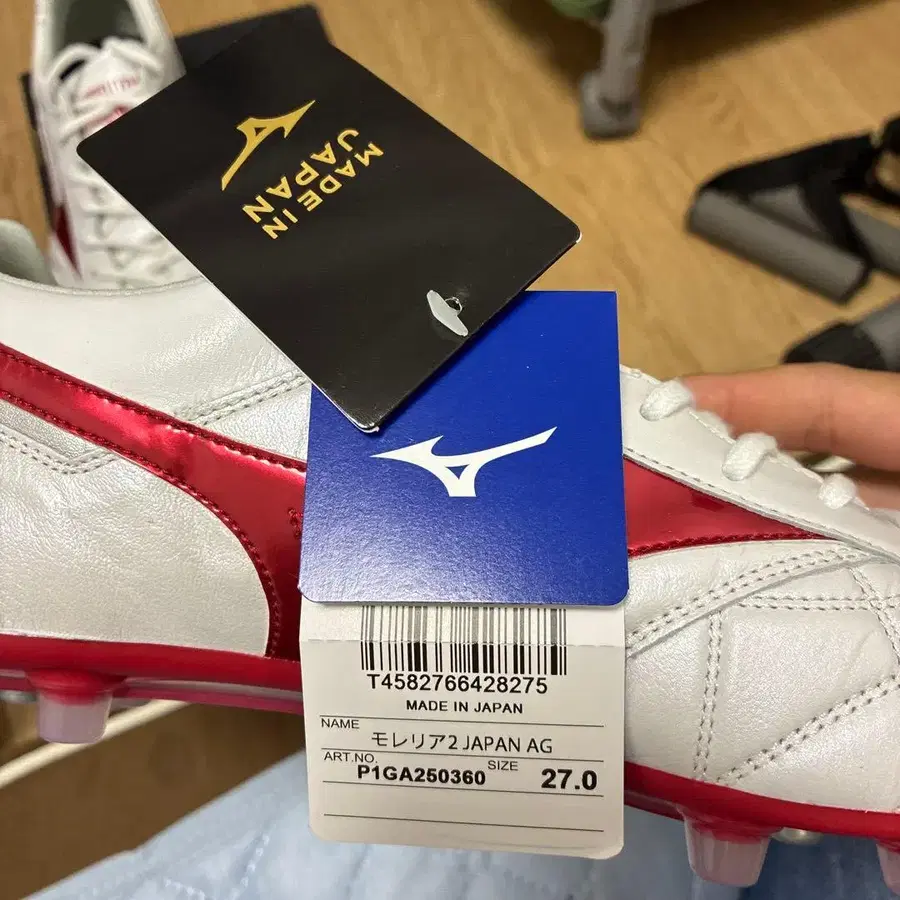 MADE IN
JAPAN
T4582766428275
MADE IN JAPAN
NAME
モレリア2 JAPAN AG
ART.NO.
P1GA250360
SIZE
27.0